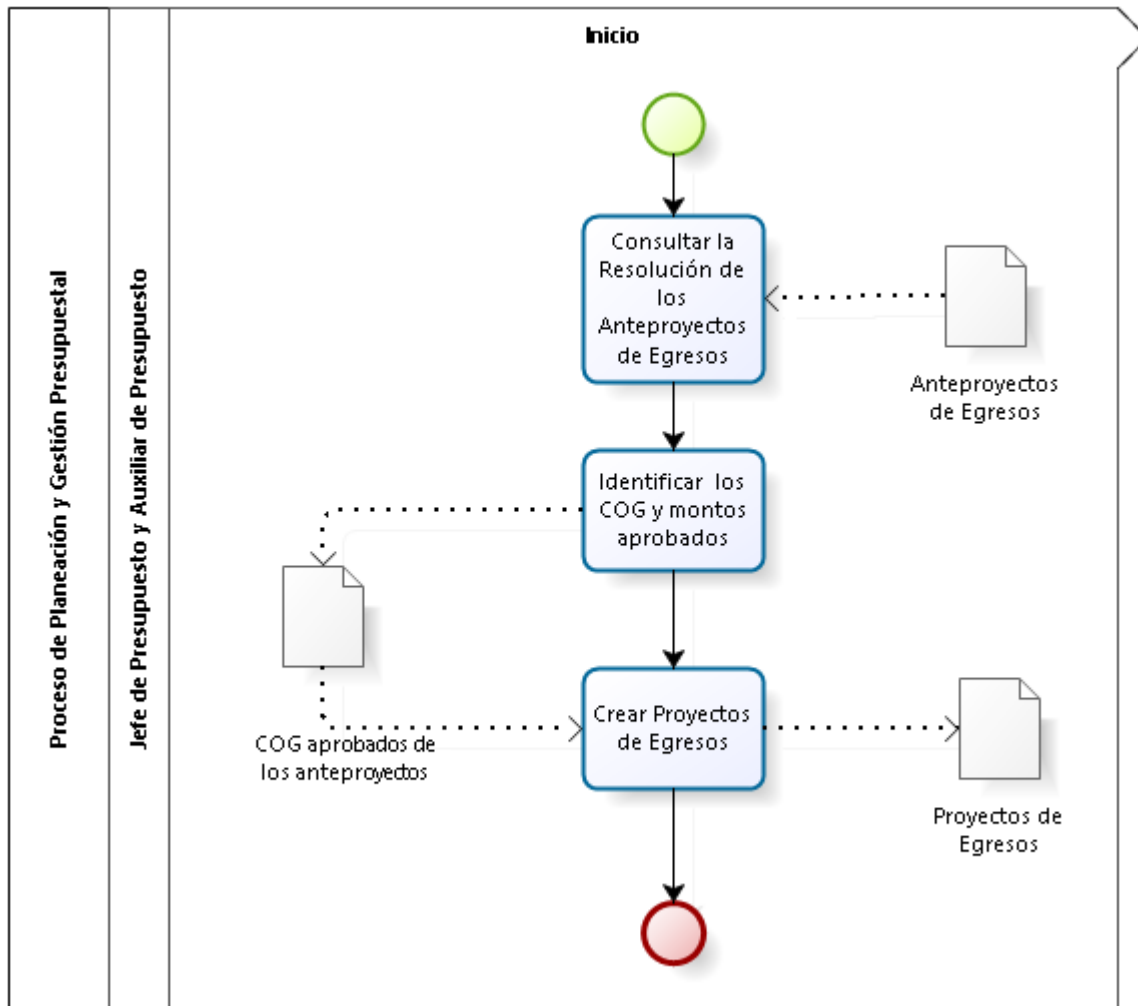 Proceso de Planeación y Gestión Presupuestal
Jefe de Presupuesto y Auxiliar de Presupuesto
Inicio
Consultar la
Resolución de
los
Anteproyectos
de Egresos
Anteproyectos
de Egresos
Identificar los
COG y montos
aprobados
COG aprobados de
los anteproyectos
Crear Proyectos
de Egresos
Proyectos de
Egresos